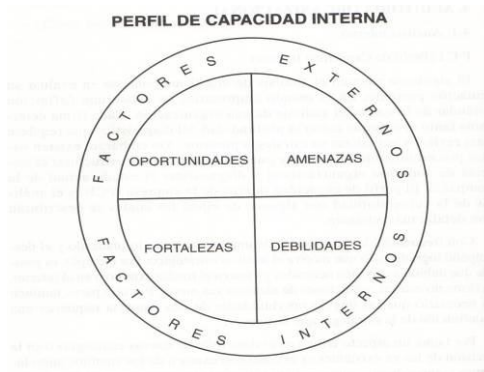 PERFIL DE CAPACIDAD INTERNA
FACTORES EXTERNOS
OPORTUNIDADES
AMENAZAS
FORTALEZAS
DEBILIDADES
FACTORES INTERNOS